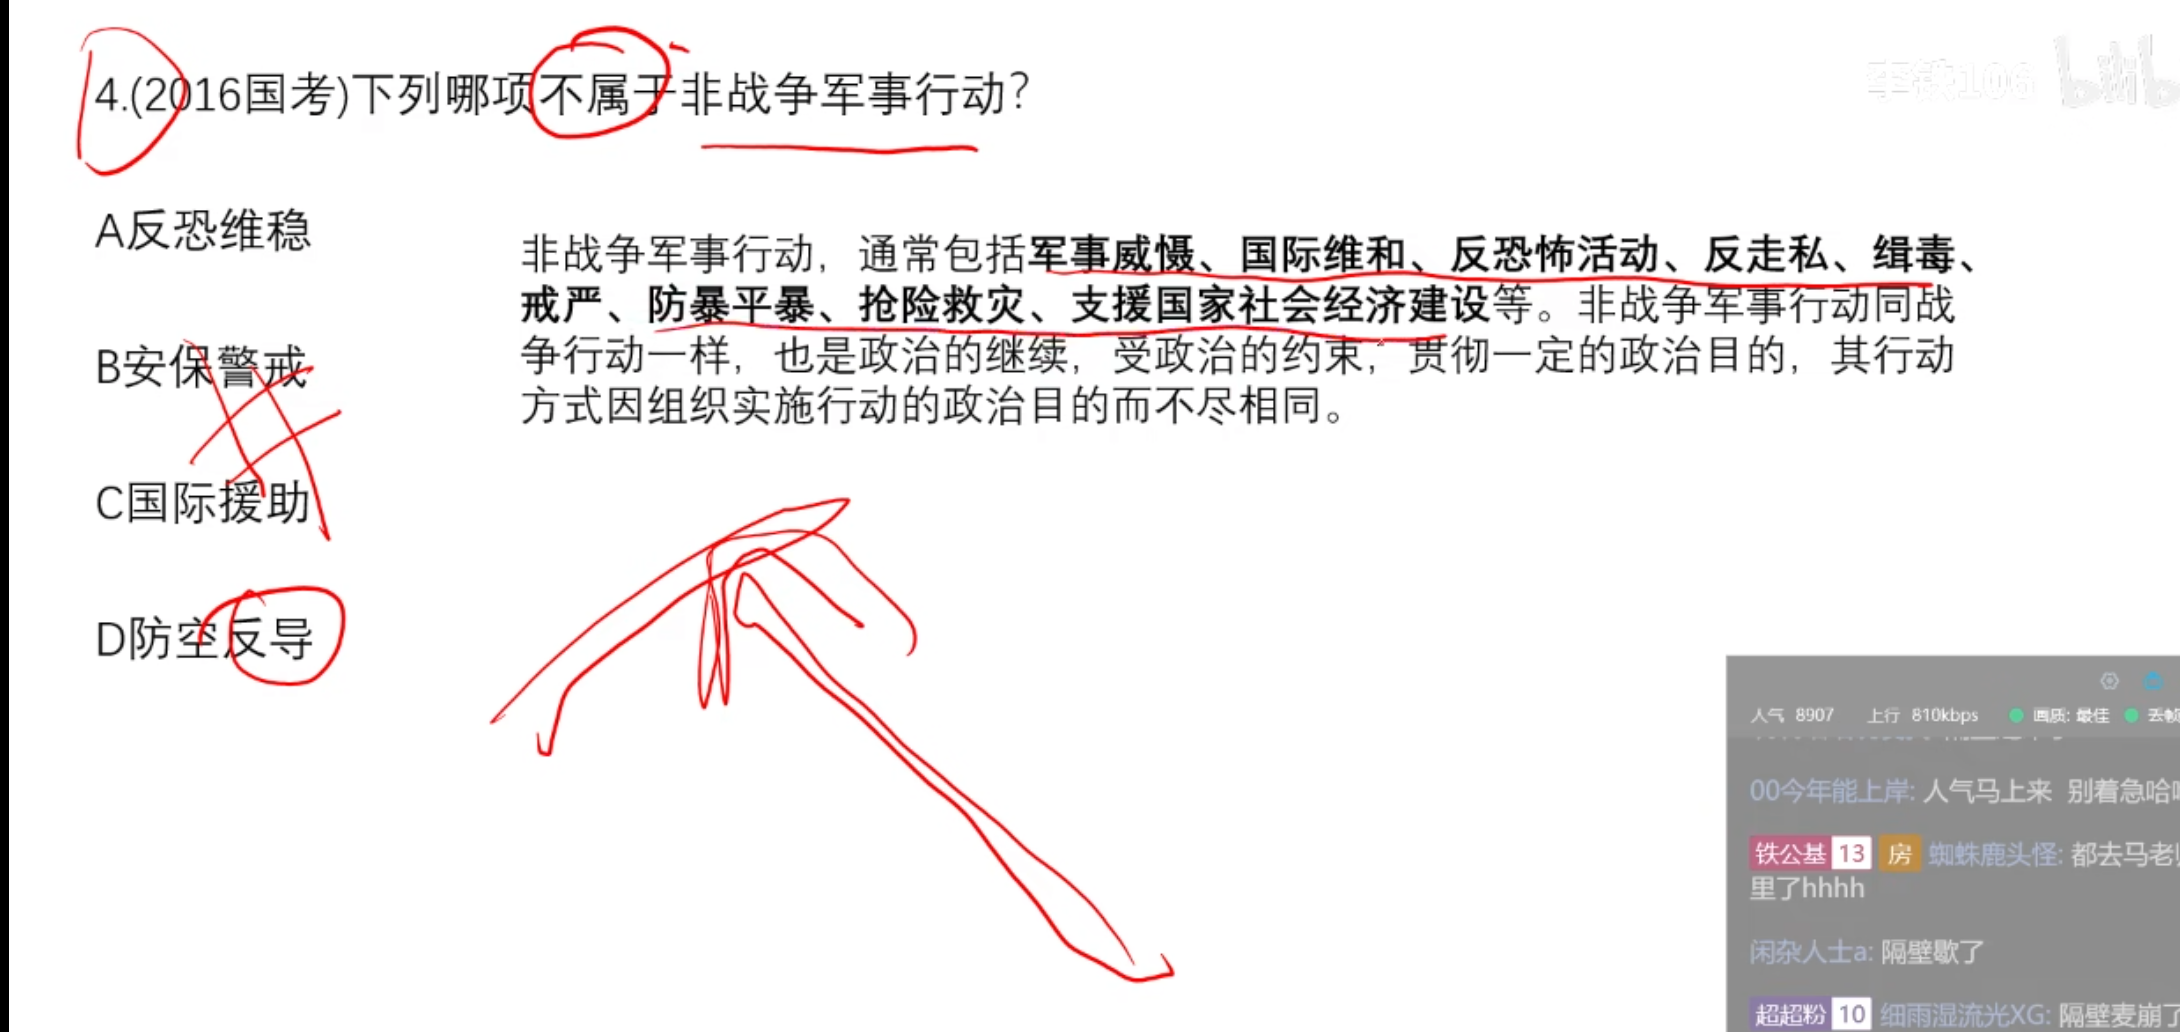 4.(2016国考)下列哪项不属于非战争军事行动？
李铁106 bilib
A反恐维稳
B安保警戒
C国际援助
D防空反导
非战争军事行动，通常包括军事威慑、国际维和、反恐怖活动、反走私、缉毒、
戒严、防暴平暴、抢险救灾、支援国家社会经济建设等。非战争军事行动同战
争行动一样，也是政治的继续，受政治的约束，贯彻一定的政治目的，其行动
方式因组织实施行动的政治目的而不尽相同。
人气 8907 上行 810kbps 画质: 最佳 丢帧
00今年能上岸: 人气马上来 别着急哈
铁公基 13 房 蜘蛛鹿头怪: 都去马老
里了hhhh
闲杂人士a: 隔壁歇了
超超粉 10 细雨湿流光XG: 隔壁麦崩了